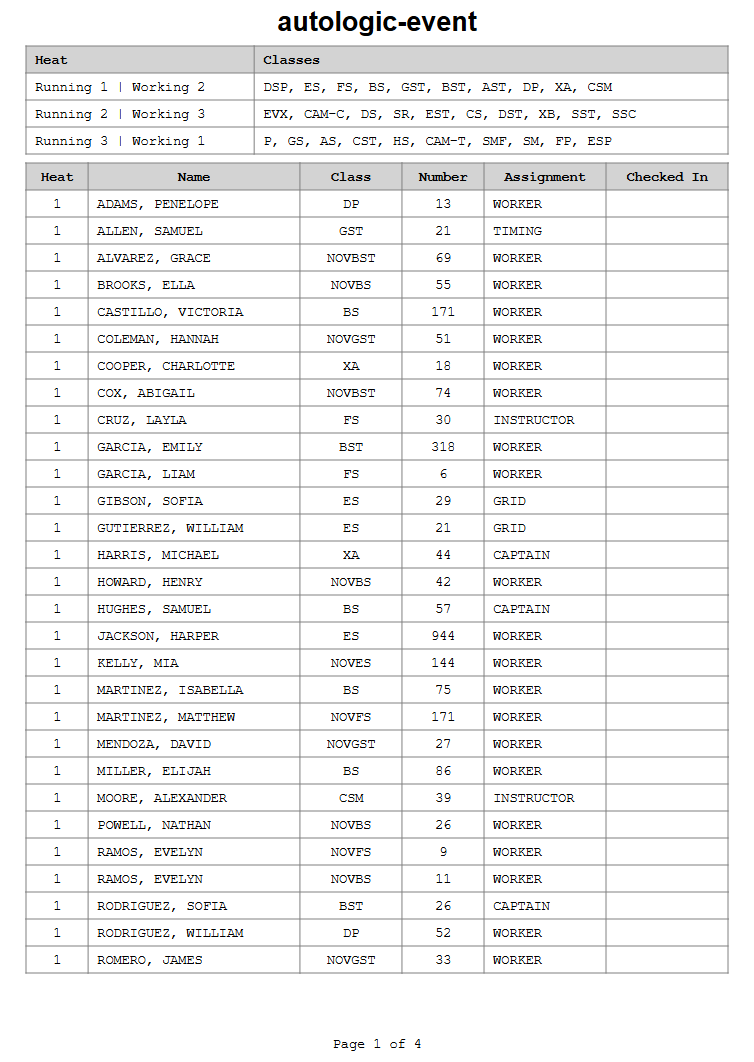 autologic-event
Heat Classes
Running 1 | Working 2 DSP, ES, FS, BS, GST, BST, AST, DP, XA, CSM
Running 2 | Working 3 EVX, CAM-C, DS, SR, EST, CS, DST, XB, SST, SSC
Running 3 | Working 1 P, GS, AS, CST, HS, CAM-T, SMF, SM, FP, ESP
Heat Name Class Number Assignment Checked In
1 ADAMS, PENELOPE DP 13 WORKER
1 ALLEN, SAMUEL GST 21 TIMING
1 ALVAREZ, GRACE NOVBST 69 WORKER
1 BROOKS, ELLA NOVBS 55 WORKER
1 CASTILLO, VICTORIA BS 171 WORKER
1 COLEMAN, HANNAH NOVGST 51 WORKER
1 COOPER, CHARLOTTE XA 18 WORKER
1 COX, ABIGAIL NOVBST 74 WORKER
1 CRUZ, LAYLA FS 30 INSTRUCTOR
1 GARCIA, EMILY BST 318 WORKER
1 GARCIA, LIAM FS 6 WORKER
1 GIBSON, SOFIA ES 29 GRID
1 GUTIERREZ, WILLIAM ES 21 GRID
1 HARRIS, MICHAEL XA 44 CAPTAIN
1 HOWARD, HENRY NOVBS 42 WORKER
1 HUGHES, SAMUEL BS 57 CAPTAIN
1 JACKSON, HARPER ES 944 WORKER
1 KELLY, MIA NOVES 144 WORKER
1 MARTINEZ, ISABELLA BS 75 WORKER
1 MARTINEZ, MATTHEW NOVFS 171 WORKER
1 MENDOZA, DAVID NOVGST 27 WORKER
1 MILLER, ELIJAH BS 86 WORKER
1 MOORE, ALEXANDER CSM 39 INSTRUCTOR
1 POWELL, NATHAN NOVBS 26 WORKER
1 RAMOS, EVELYN NOVFS 9 WORKER
1 RAMOS, EVELYN NOVBS 11 WORKER
1 RODRIGUEZ, SOFIA BST 26 CAPTAIN
1 RODRIGUEZ, WILLIAM DP 52 WORKER
1 ROMERO, JAMES NOVGST 33 WORKER
Page 1 of 4